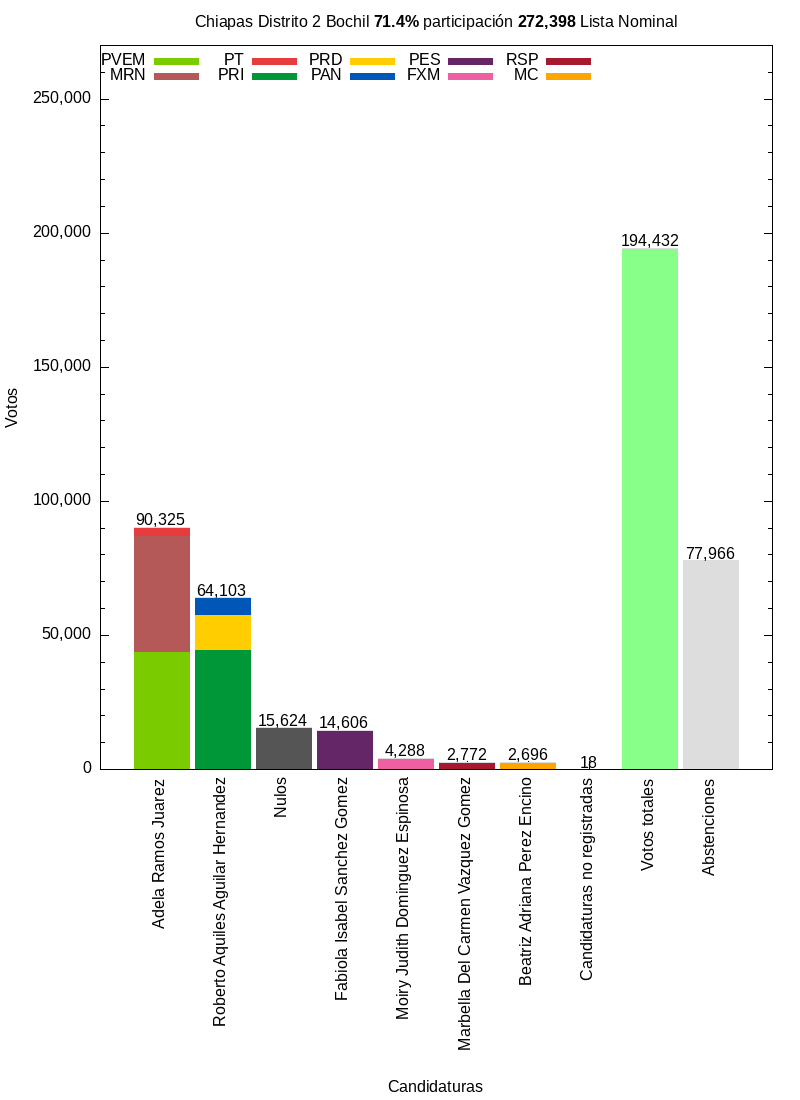 Chiapas Distrito 2 Bochil 71.4% participación 272,398 Lista Nominal
PVEM PT PRD PES RSP
MRN PRI PAN FXM MC
250,000
200,000
150,000
100,000
50,000
0
Votos
90,325
64,103
15,624
14,606
4,288
2,772
2,696
18
194,432
77,966
Adela Ramos Juarez
Roberto Aquiles Aguilar Hernandez
Nulos
Fabiola Isabel Sanchez Gomez
Moiry Judith Dominguez Espinosa
Marbella Del Carmen Vazquez Gomez
Beatriz Adriana Perez Encino
Candidaturas no registradas
Votos totales
Abstenciones
Candidaturas